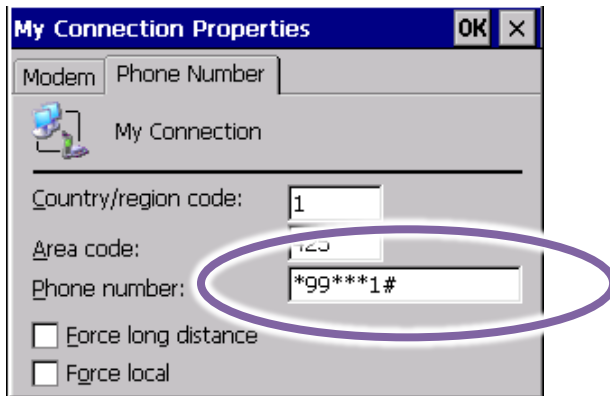 My Connection Properties OK ×
Modem Phone Number
My Connection
Country/region code: 1
Area code: 425
Phone number: *99***1#
Force long distance
Force local